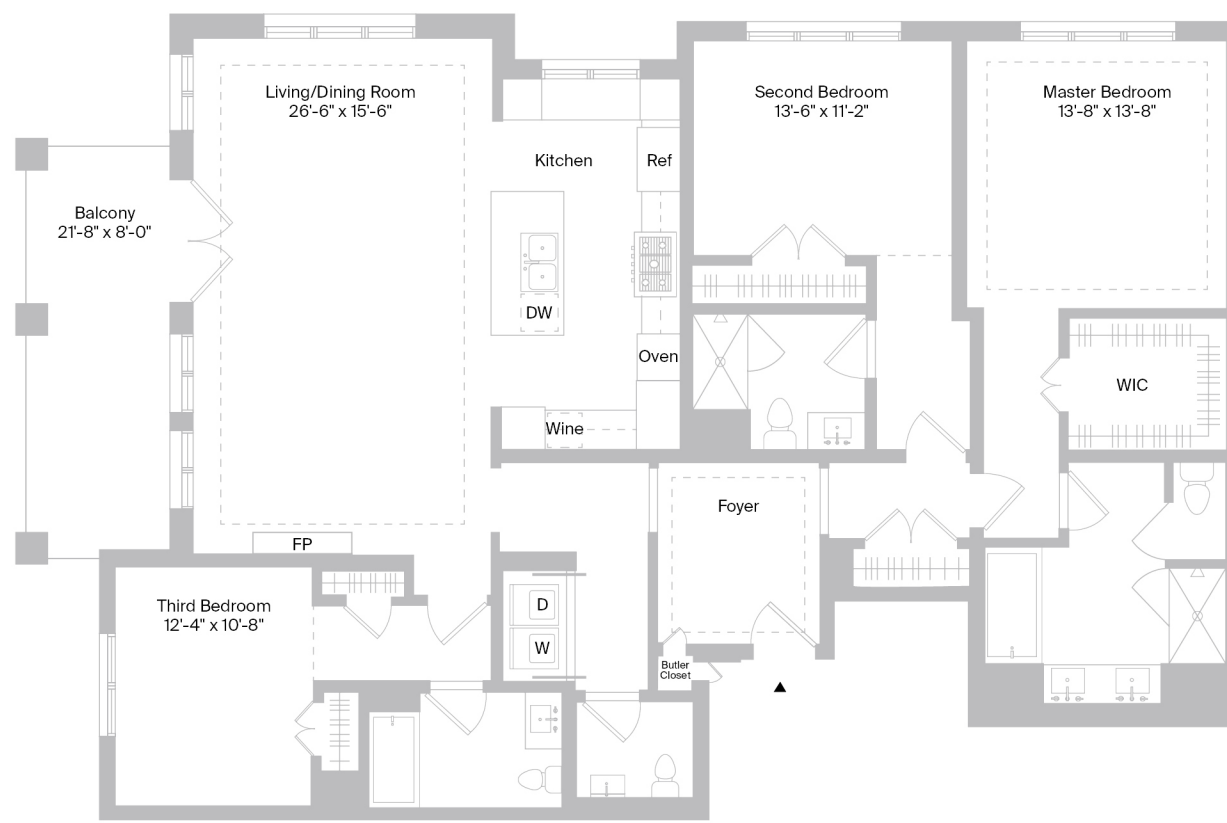 Living/Dining Room
26'-6" x 15'-6"
Second Bedroom
13'-6" x 11'-2"
Master Bedroom
13'-8" x 13'-8"
Kitchen
Ref
Balcony
21'-8" x 8'-0"
DW
Oven
WIC
Wine
Foyer
FP
Third Bedroom
12'-4" x 10'-8"
D
W
Butler
Closet